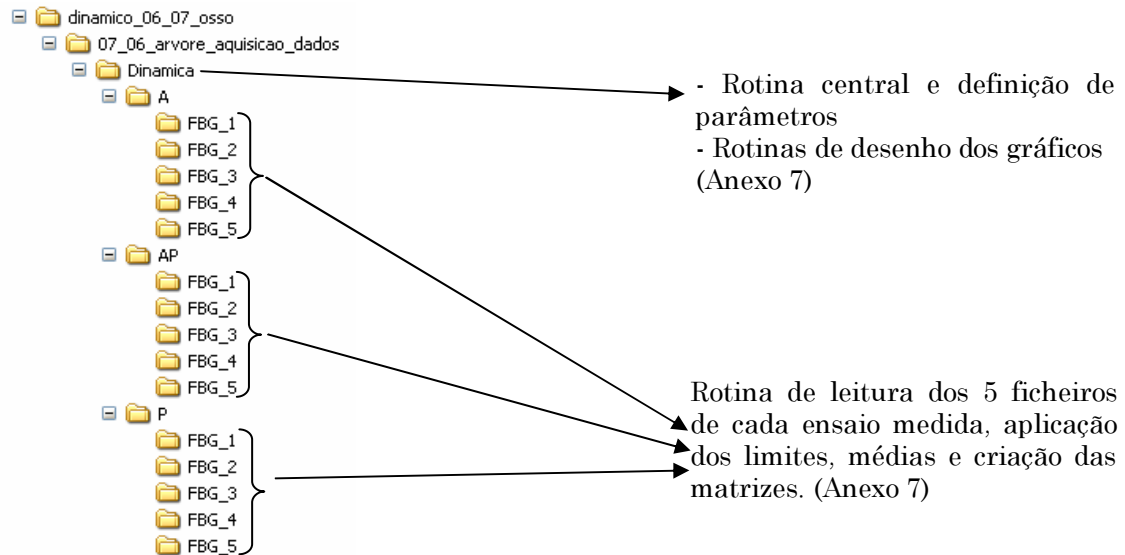 dinamico_06_07_osso
07_06_arvore_aquisicao_dados
Dinamica
A
FBG_1
FBG_2
FBG_3
FBG_4
FBG_5
AP
FBG_1
FBG_2
FBG_3
FBG_4
FBG_5
P
FBG_1
FBG_2
FBG_3
FBG_4
FBG_5
- Rotina central e definição de
parâmetros
- Rotinas de desenho dos gráficos
(Anexo 7)
Rotina de leitura dos 5 ficheiros
de cada ensaio medida, aplicação
dos limites, médias e criação das
matrizes. (Anexo 7)